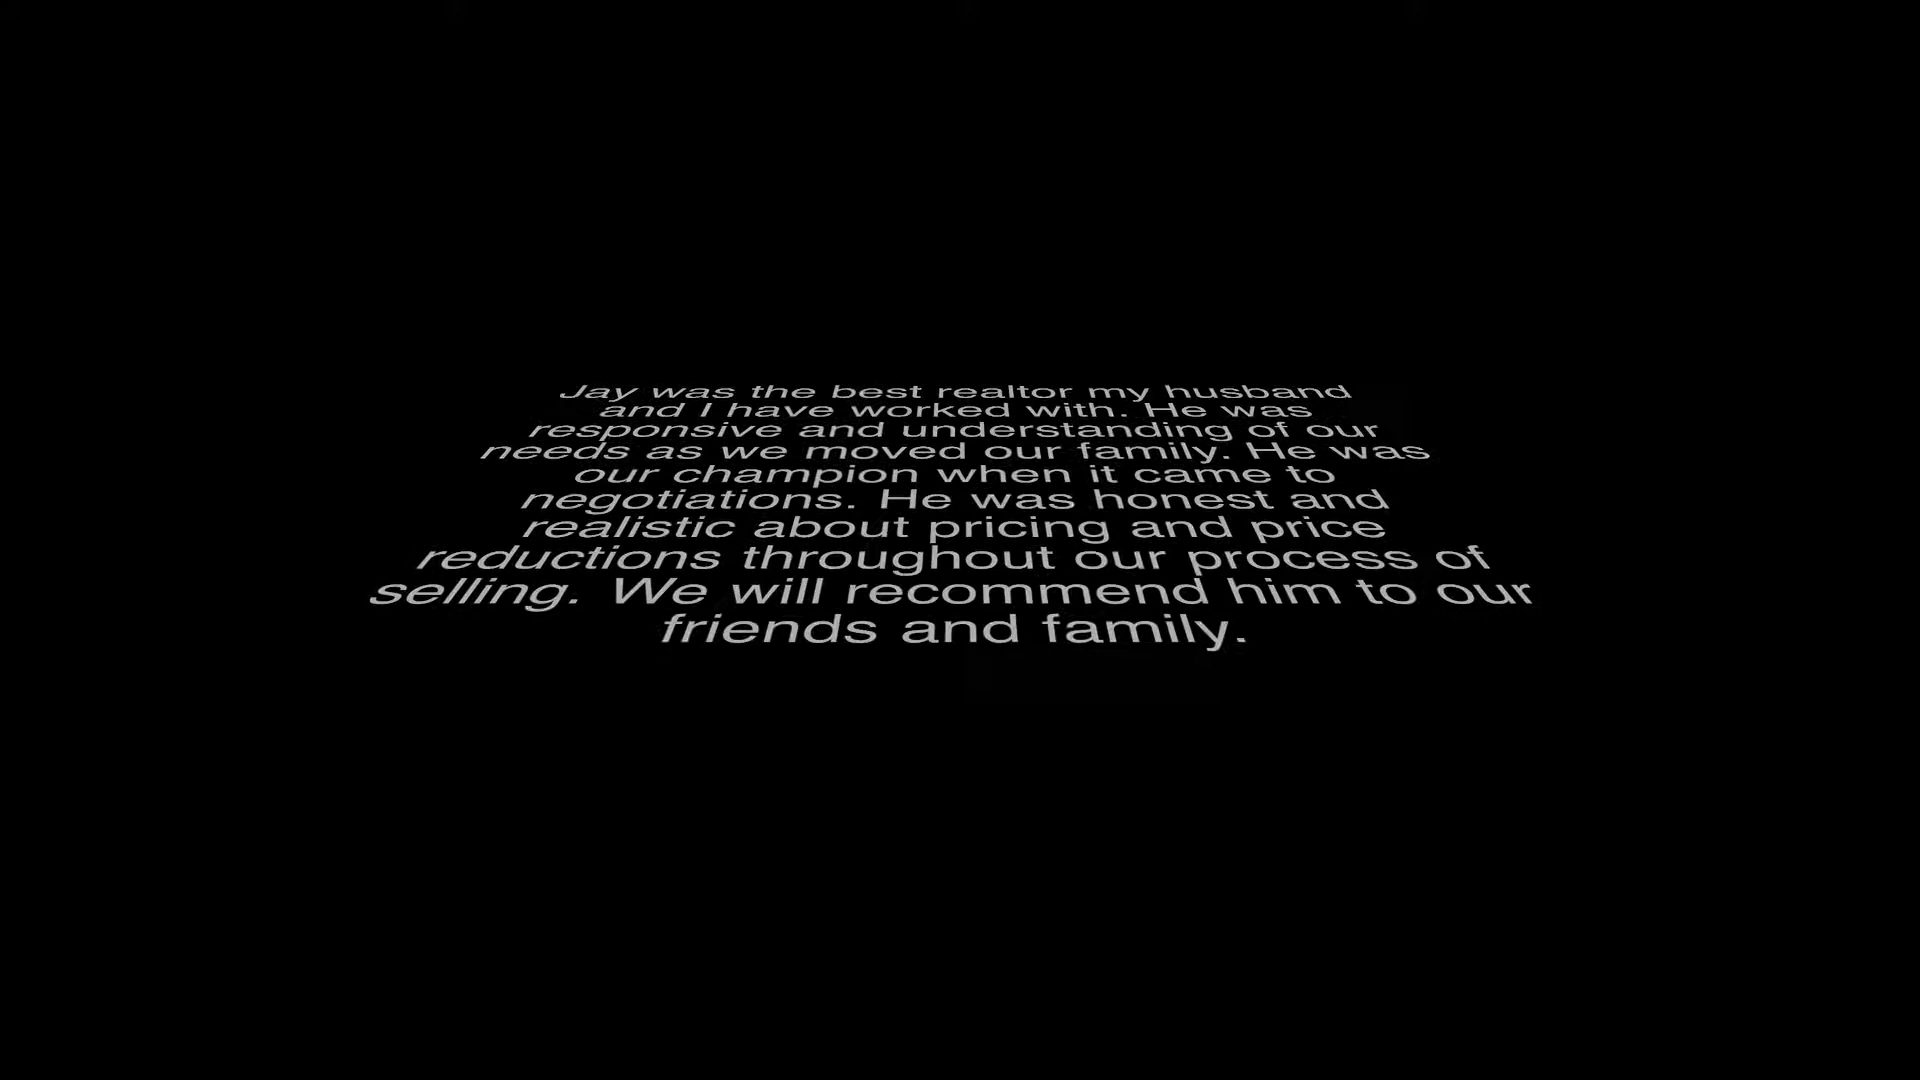 Jay was the best realtor my husband
and I have worked with. He was
responsive and understanding of our
needs as we moved our family. He was
our champion when it came to
negotiations. He was honest and
realistic about pricing and price
reductions throughout our process of
selling. We will recommend him to our
friends and family.